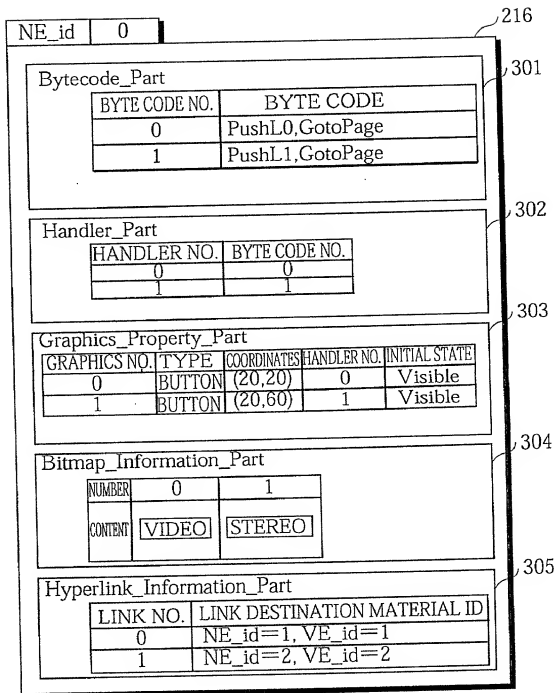 NE_id 0
216
Bytecode_Part
301
BYTE CODE NO. BYTE CODE
0 PushL0,GotoPage
1 PushL1,GotoPage
302
Handler_Part
HANDLER NO. BYTE CODE NO.
0 0
1 1
303
Graphics_Property_Part
GRAPHICS NO. TYPE COORDINATES HANDLER NO. INITIAL STATE
0 BUTTON (20,20) 0 Visible
1 BUTTON (20,60) 1 Visible
304
Bitmap_Information_Part
NUMBER 0 1
CONTENT VIDEO STEREO
305
Hyperlink_Information_Part
LINK NO. LINK DESTINATION MATERIAL ID
0 NE_id=1, VE_id=1
1 NE_id=2, VE_id=2